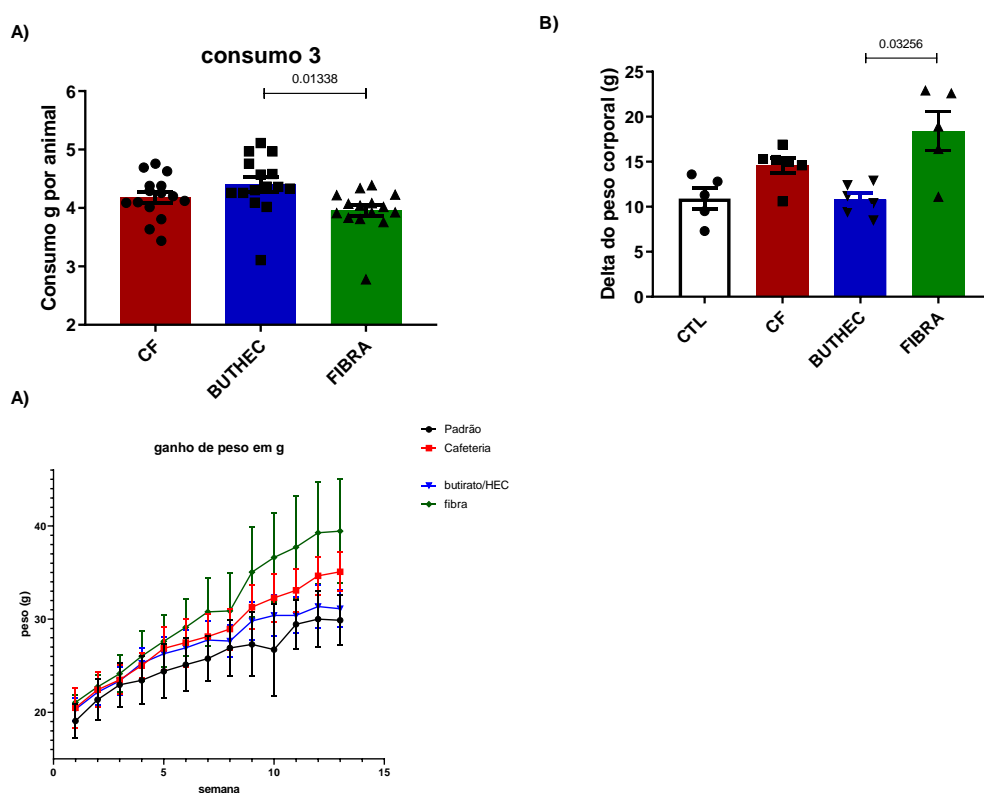 A)
consumo 3
0.01338
Consumo g por animal
6
5
4
3
2
CF
BUTHEC
FIBRA
B)
0.03256
Delta do peso corporal (g)
25
20
15
10
5
0
CTL
CF
BUTHEC
FIBRA
A)
ganho de peso em g
Padrão
Cafeteria
butirato/HEC
fibra
peso (g)
40
30
20
0
5
10
15
semana